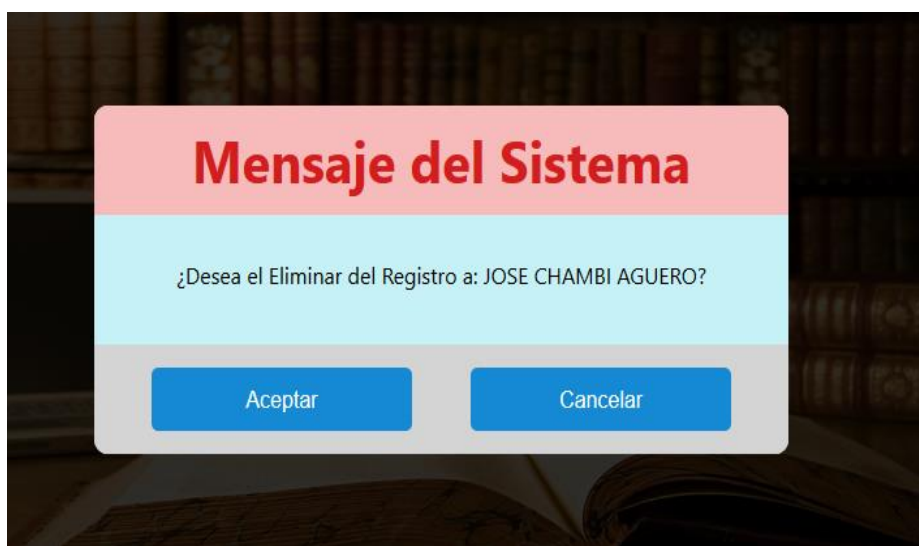 Mensaje del Sistema
¿Desea el Eliminar del Registro a: JOSE CHAMBI AGUERO?
Aceptar
Cancelar